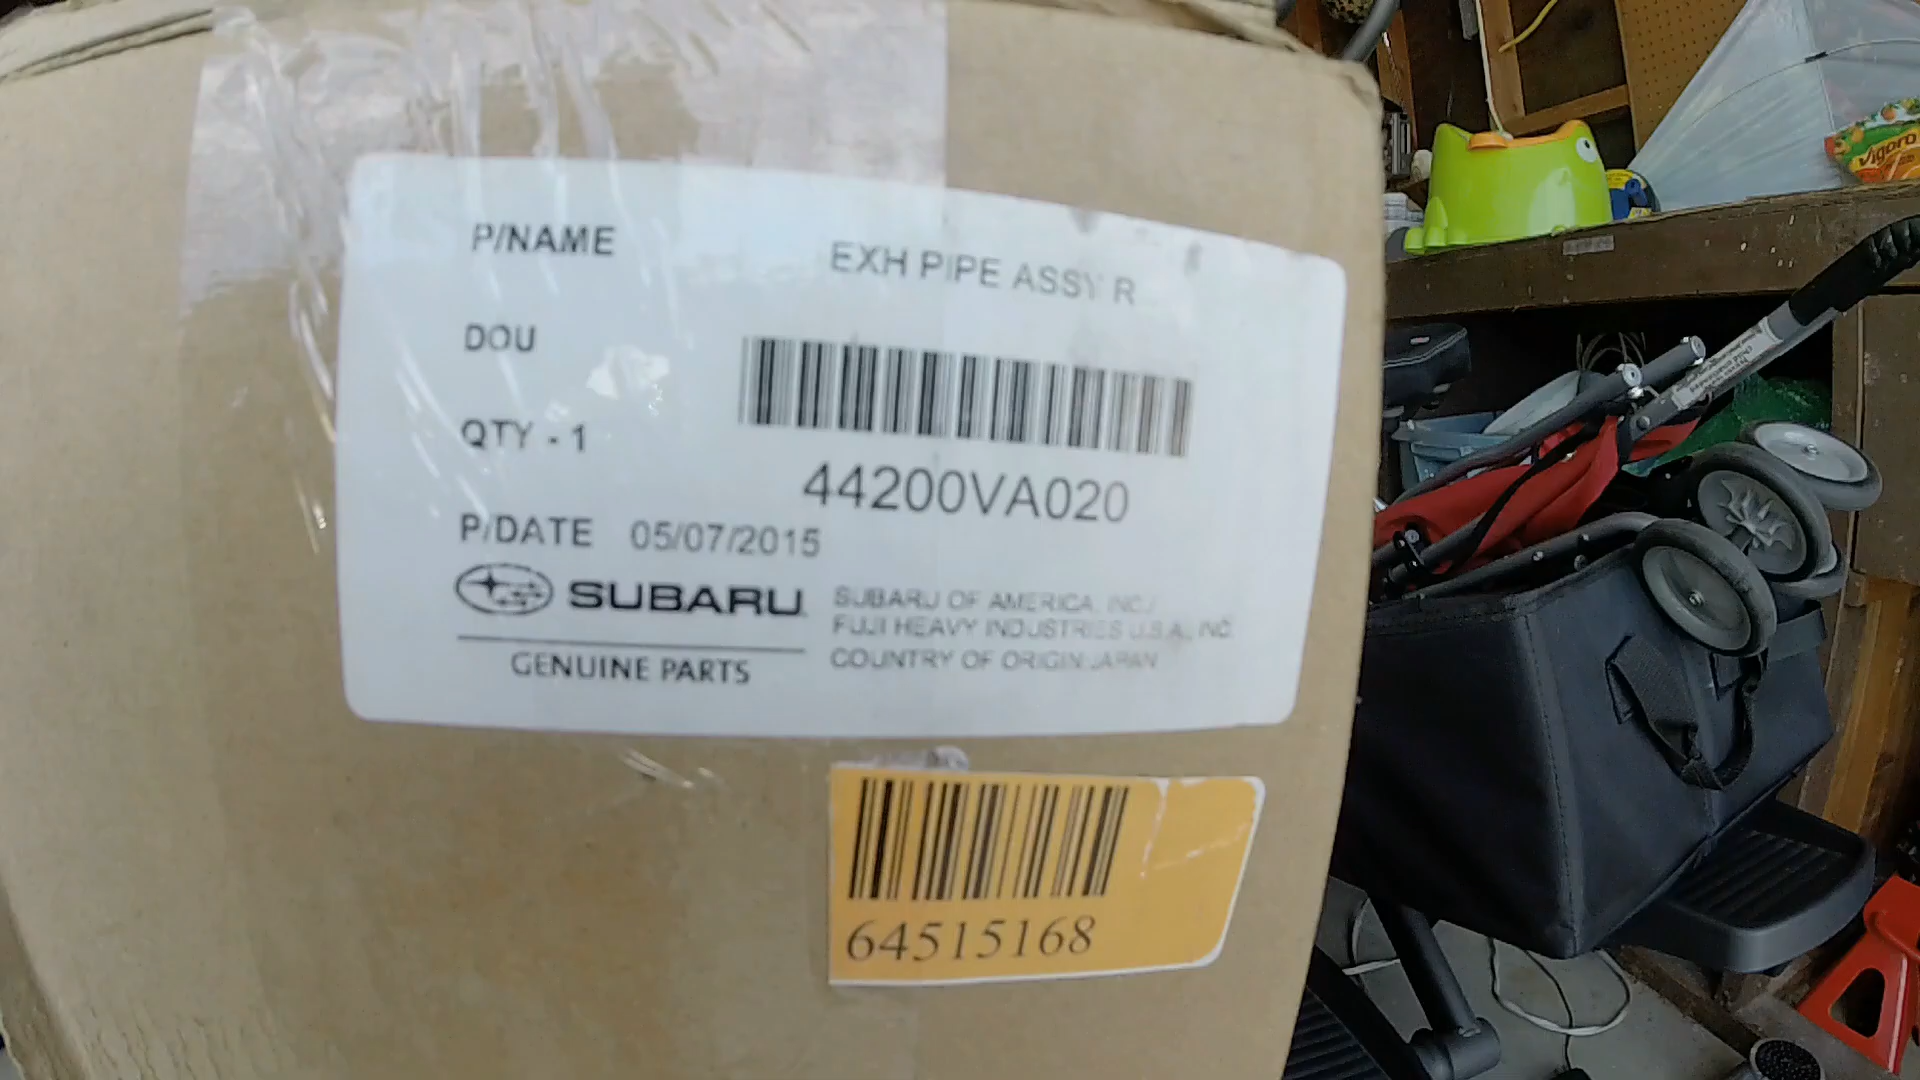 P/NAME
EXH PIPE ASSY R
DOU
QTY - 1
44200VA020
P/DATE 05/07/2015
SUBARU
GENUINE PARTS
SUBARU OF AMERICA, INC./
FUJI HEAVY INDUSTRIES U.S.A., INC.
COUNTRY OF ORIGIN:JAPAN
64515168
Vigoro